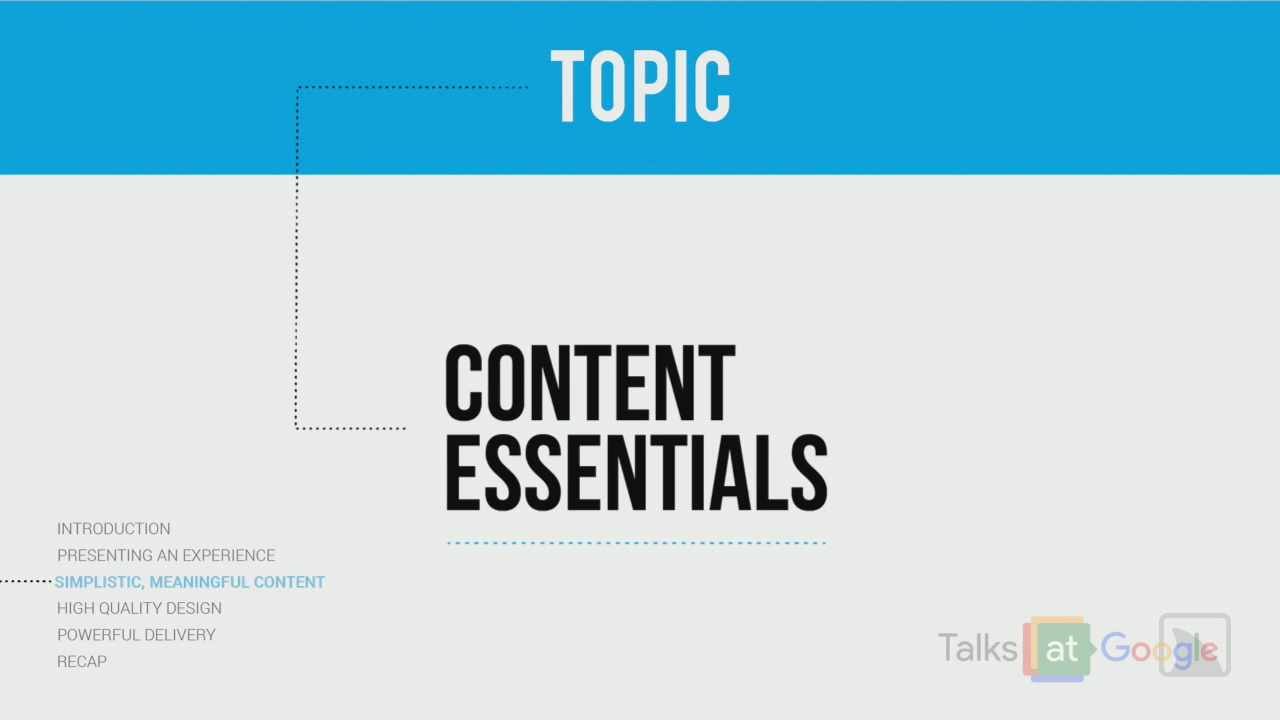 TOPIC
CONTENT
ESSENTIALS
INTRODUCTION
PRESENTING AN EXPERIENCE
SIMPLISTIC, MEANINGFUL CONTENT
HIGH QUALITY DESIGN
POWERFUL DELIVERY
RECAP
Talks at Google